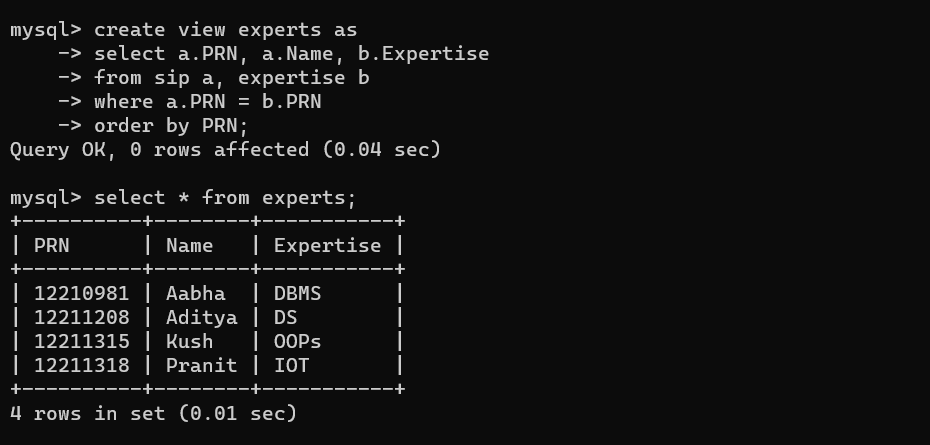 mysql> create view experts as
    -> select a.PRN, a.Name, b.Expertise
    -> from sip a, expertise b
    -> where a.PRN = b.PRN
    -> order by PRN;
Query OK, 0 rows affected (0.04 sec)

mysql> select * from experts;
+----------+--------+-----------+
| PRN      | Name   | Expertise |
+----------+--------+-----------+
| 12210981 | Aabha  | DBMS      |
| 12211208 | Aditya | DS        |
| 12211315 | Kush   | OOPs      |
| 12211318 | Pranit | IOT       |
+----------+--------+-----------+
4 rows in set (0.01 sec)